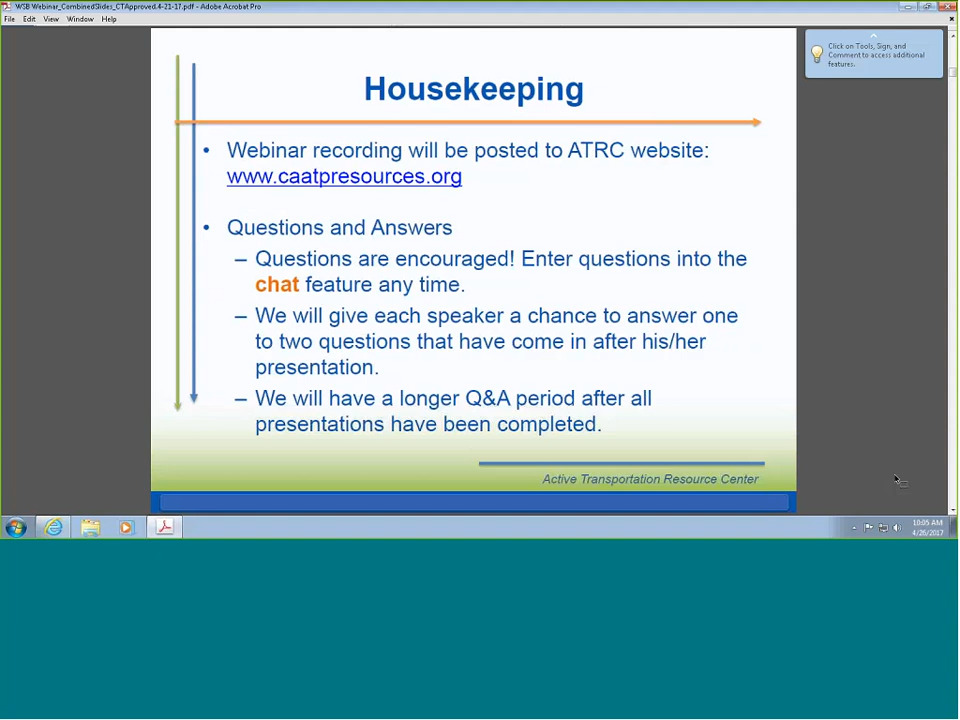 WSB Webinar_CombinedSlides_CTApproved.4-21-17.pdf - Adobe Acrobat Pro
File Edit View Window Help
Click on Tools, Sign, and
Comment to access additional
features.
Housekeeping
• Webinar recording will be posted to ATRC website:
www.caatpresources.org
• Questions and Answers
– Questions are encouraged! Enter questions into the
chat feature any time.
– We will give each speaker a chance to answer one
to two questions that have come in after his/her
presentation.
– We will have a longer Q&A period after all
presentations have been completed.
Active Transportation Resource Center
10:05 AM
4/26/2017